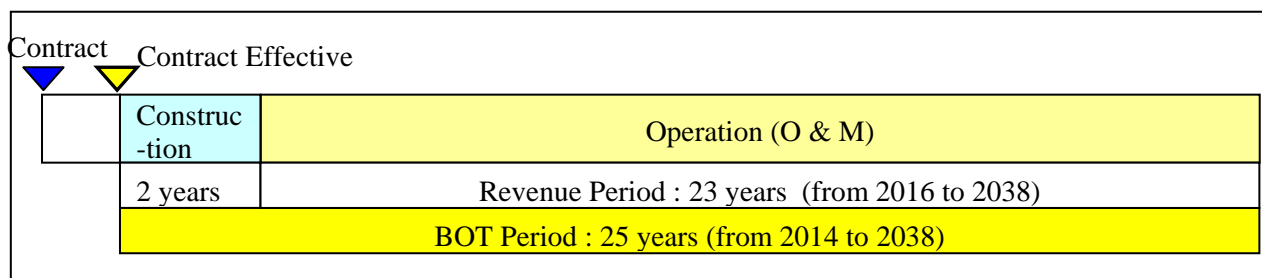 Contract
Contract Effective
Construc
-tion
Operation (O & M)
2 years
Revenue Period : 23 years  (from 2016 to 2038)
BOT Period : 25 years (from 2014 to 2038)